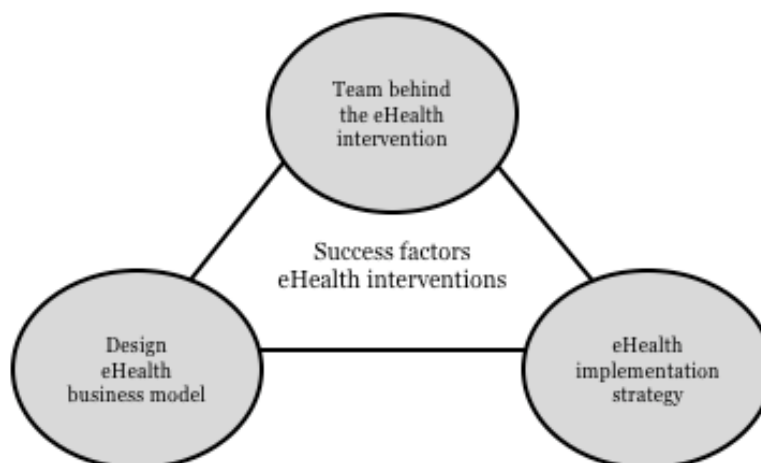 Team behind
the eHealth
intervention
Success factors
eHealth interventions
Design
eHealth
business model
eHealth
implementation
strategy